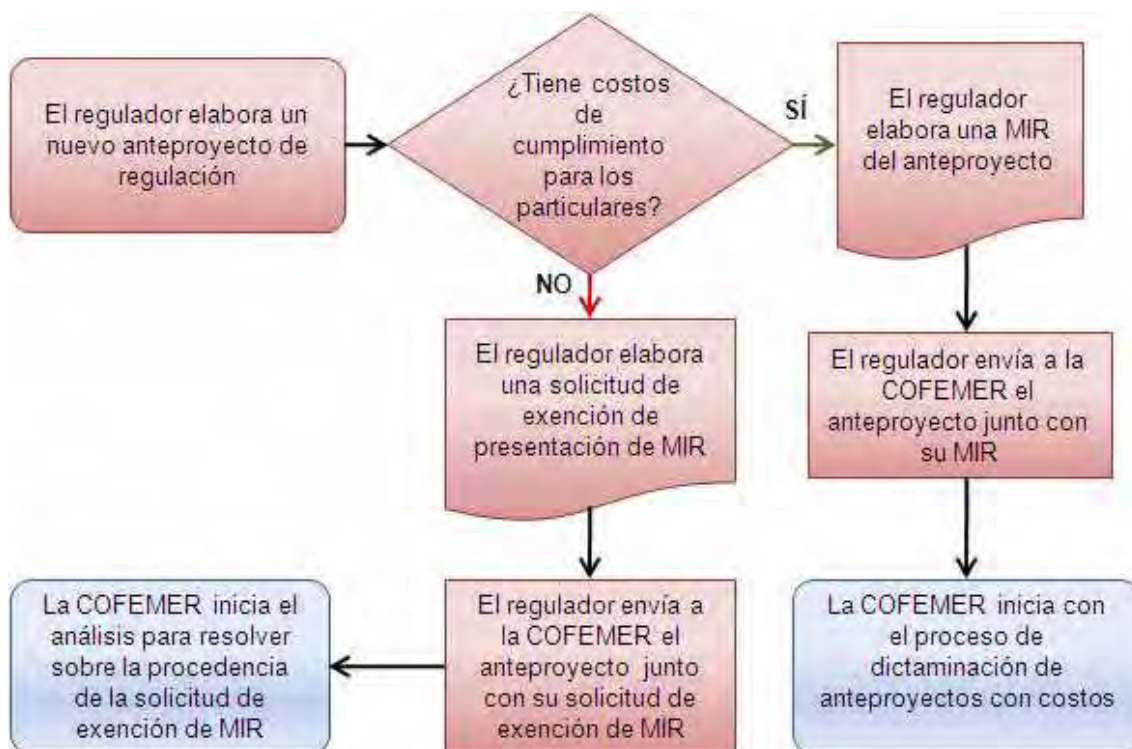 El regulador elabora un
nuevo anteproyecto de
regulación
¿Tiene costos
de
cumplimiento
para los
particulares?
SÍ
El regulador
elabora una MIR
del anteproyecto
NO
El regulador elabora
una solicitud de
exención de
presentación de MIR
El regulador envía a la
COFEMER el
anteproyecto junto con
su MIR
La COFEMER inicia el
análisis para resolver
sobre la procedencia
de la solicitud de
exención de MIR
El regulador envía a
la COFEMER el
anteproyecto junto
con su solicitud de
exención de MIR
La COFEMER inicia con
el proceso de
dictaminación de
anteproyectos con costos